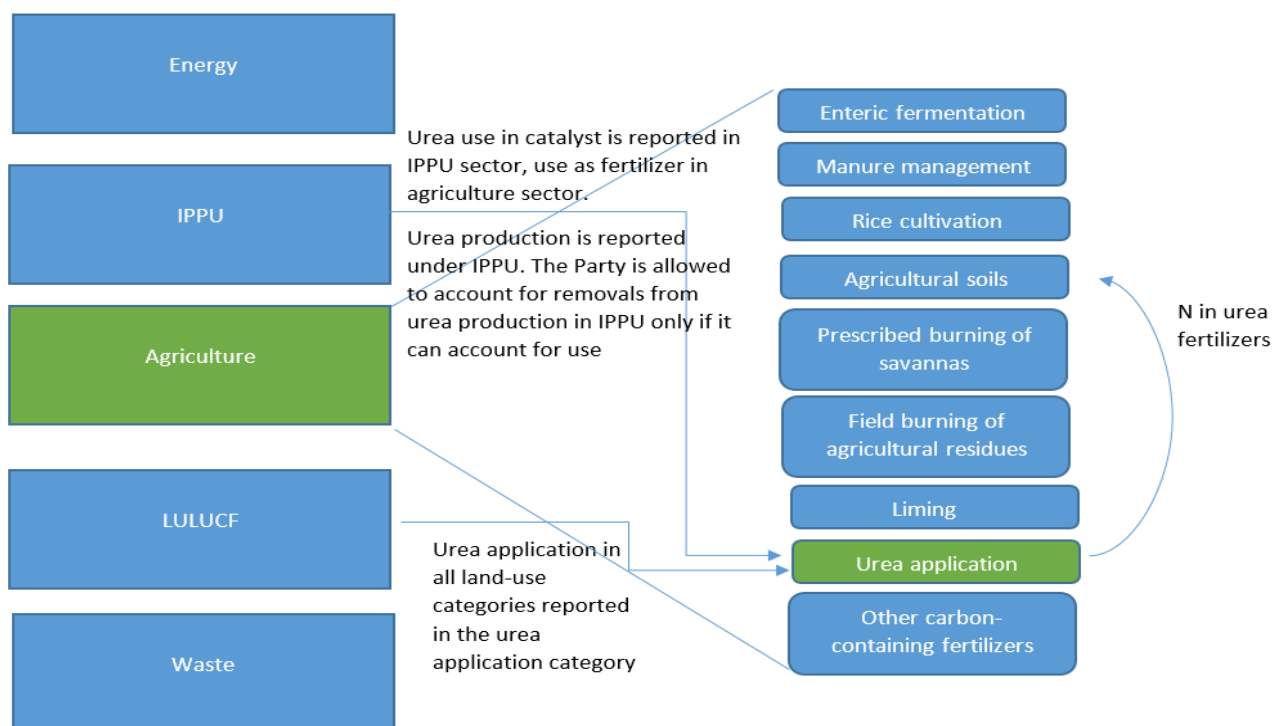 Energy
IPPU
Agriculture
LULUCF
Waste
Urea use in catalyst is reported in
IPPU sector, use as fertilizer in
agriculture sector.
Urea production is reported
under IPPU. The Party is allowed
to account for removals from
urea production in IPPU only if it
can account for use
Urea application in
all land-use
categories reported
in the urea
application category
Enteric fermentation
Manure management
Rice cultivation
Agricultural soils
Prescribed burning of
savannas
Field burning of
agricultural residues
Liming
Urea application
Other carbon-
containing fertilizers
N in urea
fertilizers